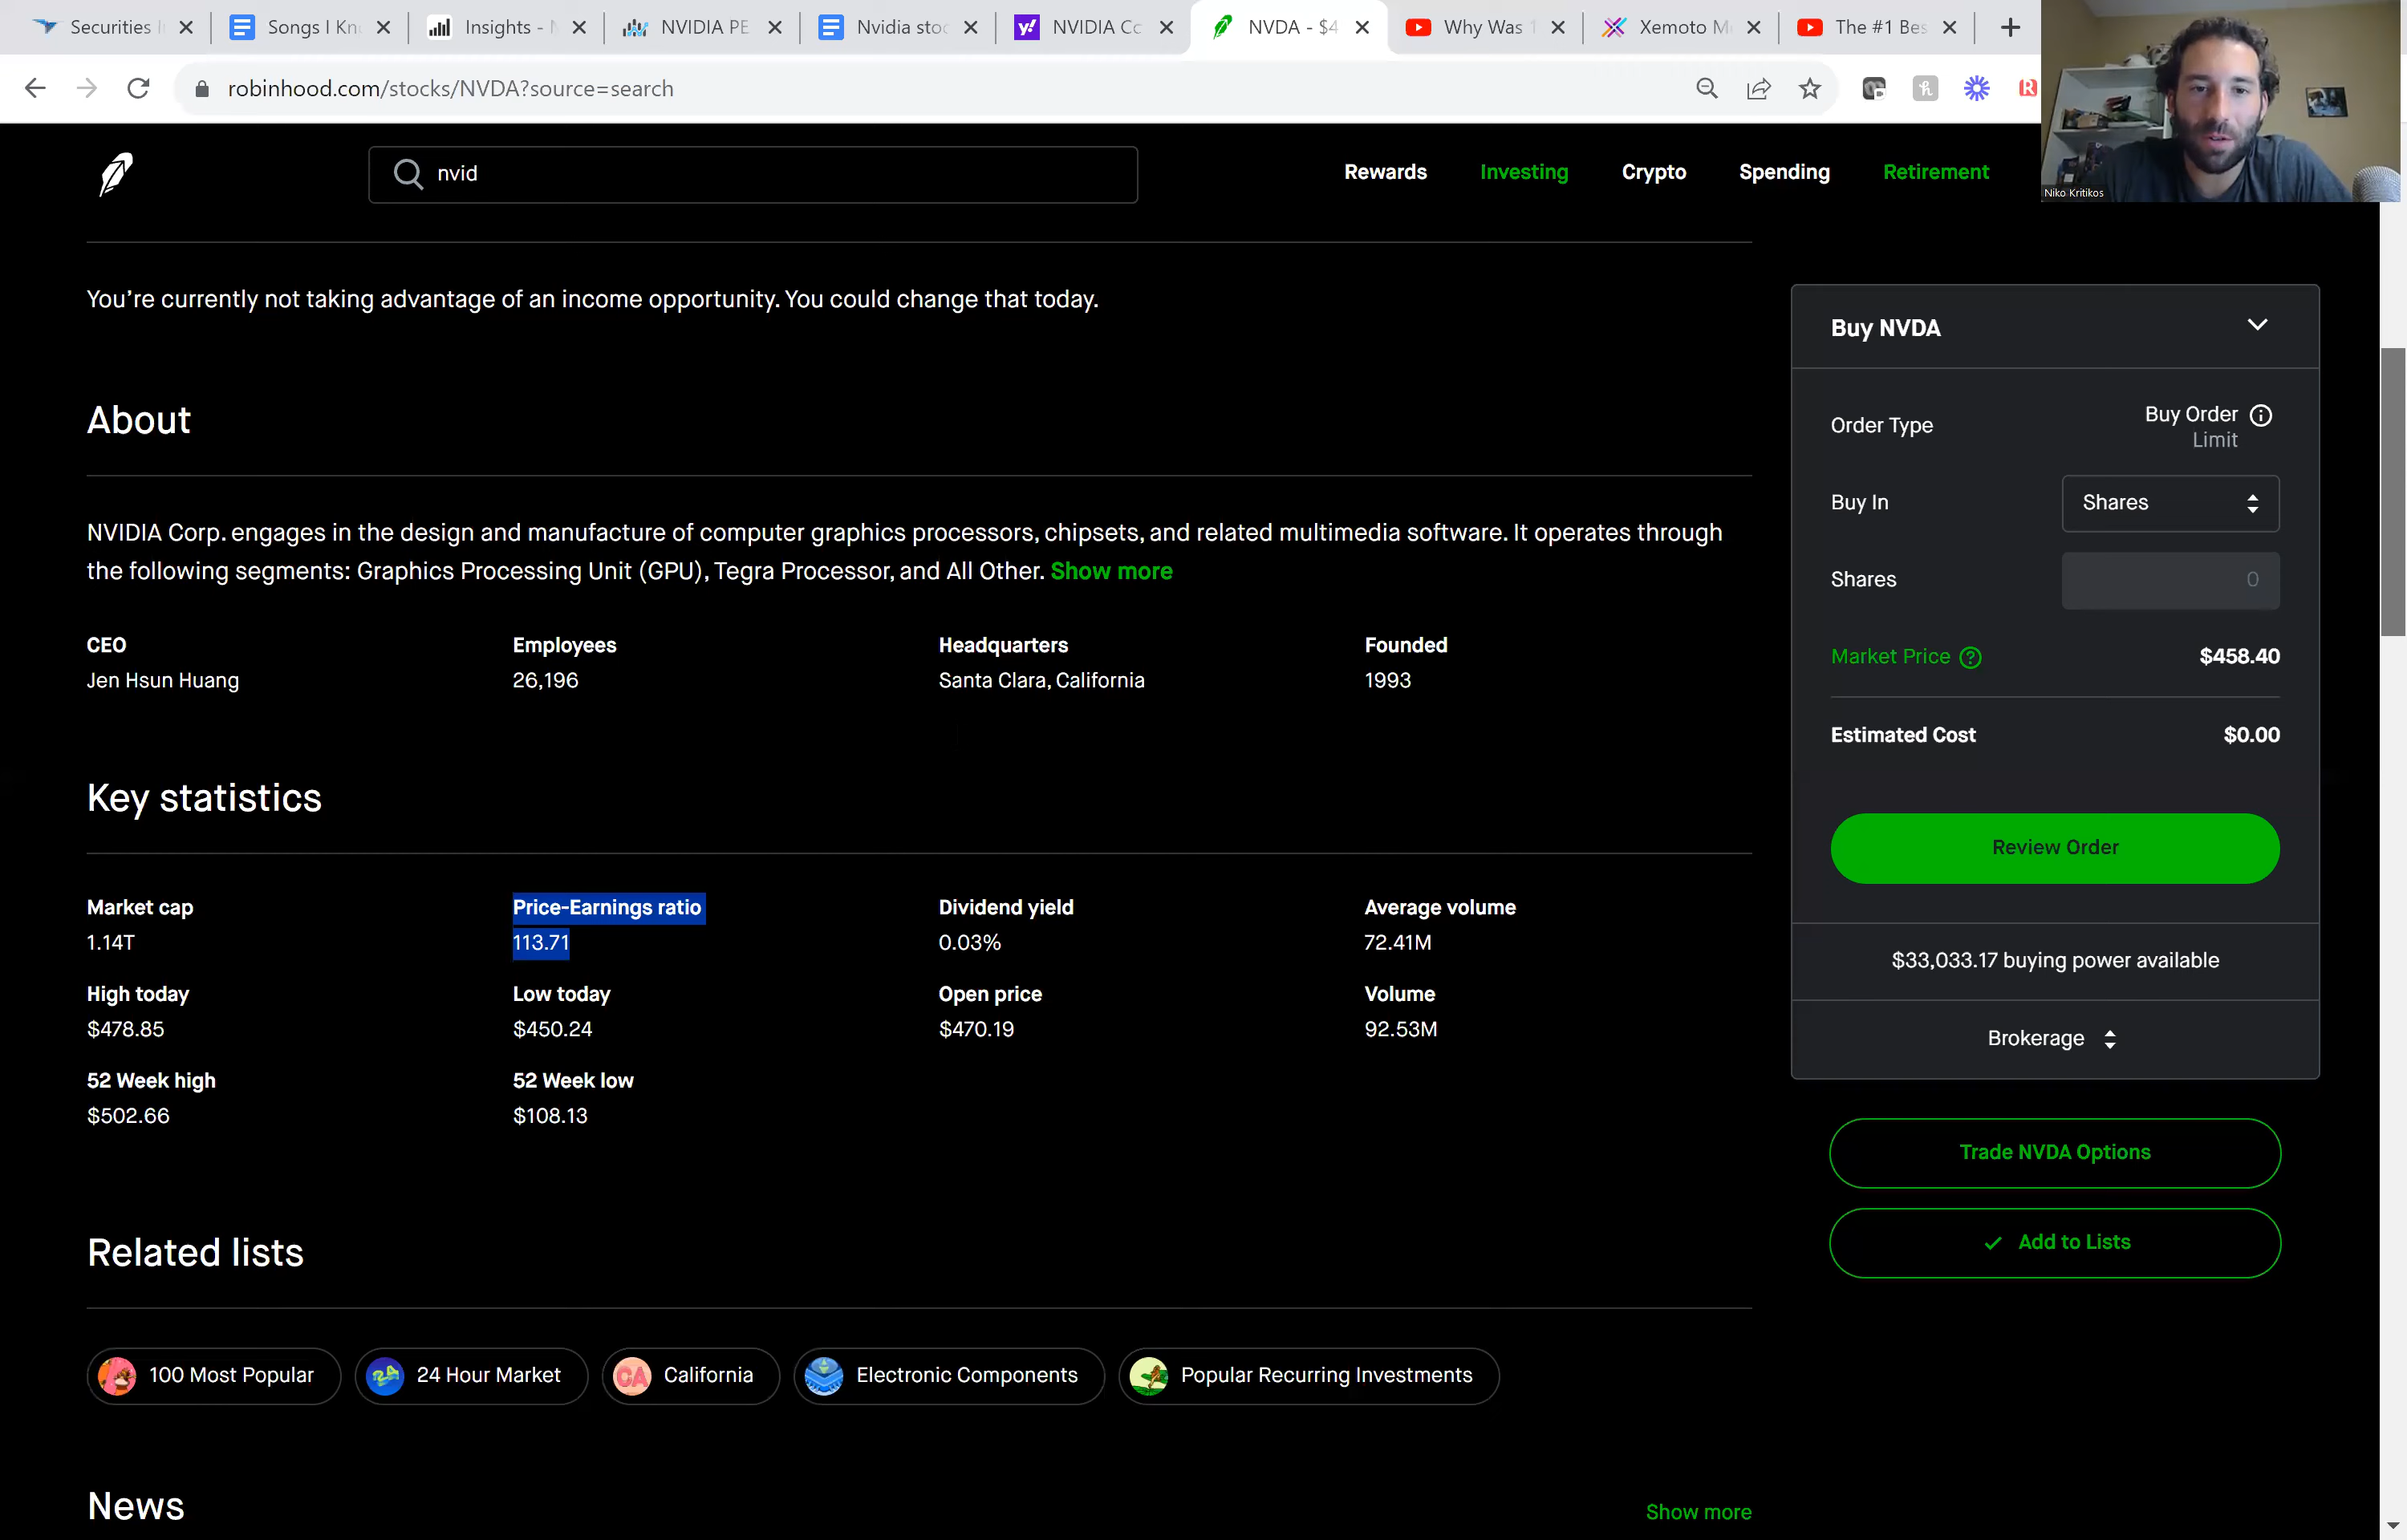 Securities I
Songs I Kn
Insights - N
NVIDIA PE
Nvidia stoc
NVIDIA Co
NVDA - $4
Why Was 1
Xemoto M
The #1 Bes
robinhood.com/stocks/NVDA?source=search
nvid
Rewards
Investing
Crypto
Spending
Retirement
Niko Kritikos
You're currently not taking advantage of an income opportunity. You could change that today.
About
NVIDIA Corp. engages in the design and manufacture of computer graphics processors, chipsets, and related multimedia software. It operates through
the following segments: Graphics Processing Unit (GPU), Tegra Processor, and All Other. Show more
CEO
Jen Hsun Huang
Employees
26,196
Headquarters
Santa Clara, California
Founded
1993
Key statistics
Market cap
1.14T
Price-Earnings ratio
113.71
Dividend yield
0.03%
Average volume
72.41M
High today
$478.85
Low today
$450.24
Open price
$470.19
Volume
92.53M
52 Week high
$502.66
52 Week low
$108.13
Related lists
100 Most Popular
24 Hour Market
CA California
Electronic Components
Popular Recurring Investments
News
Show more
Buy NVDA
Order Type
Buy Order
Limit
Buy In
Shares
Shares
0
Market Price
$458.40
Estimated Cost
$0.00
Review Order
$33,033.17 buying power available
Brokerage
Trade NVDA Options
Add to Lists